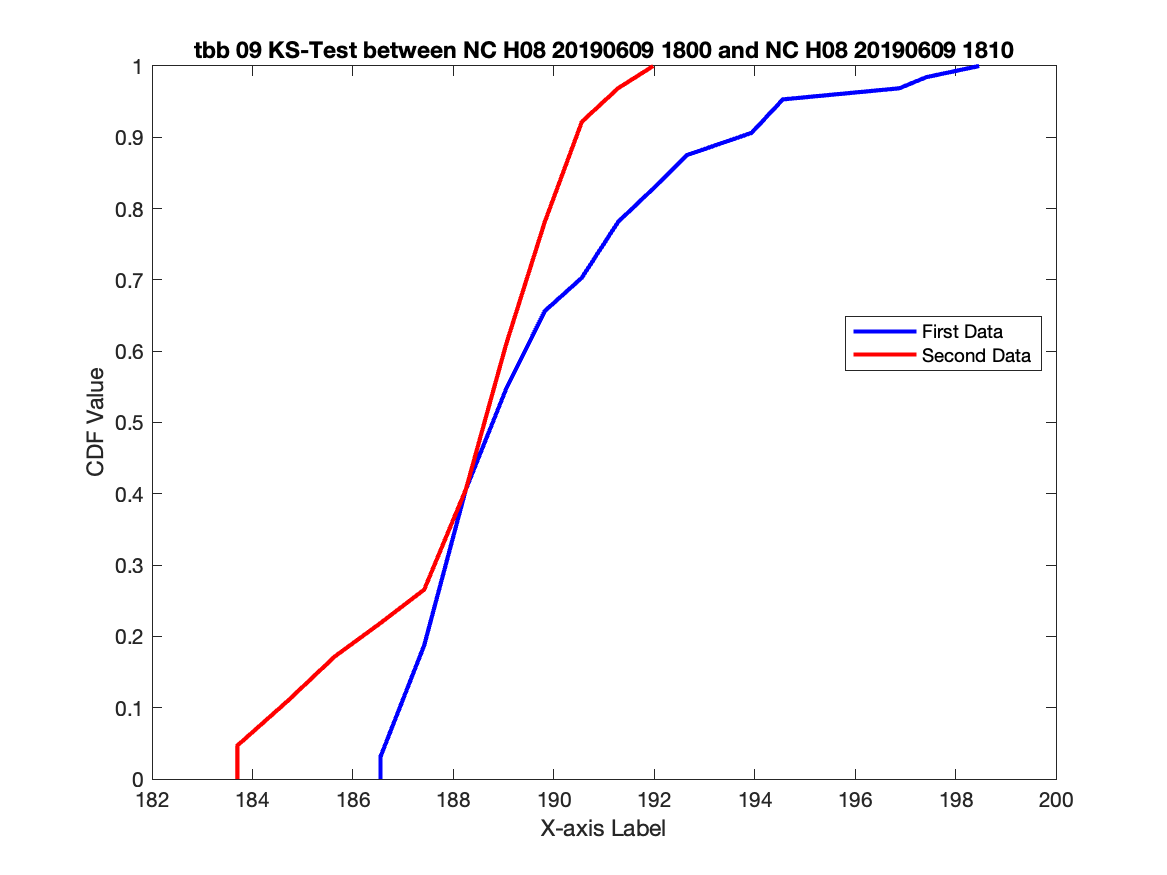 tbb 09 KS-Test between NC H08 20190609 1800 and NC H08 20190609 1810
1
0.9
0.8
0.7
0.6
0.5
0.4
0.3
0.2
0.1
0
CDF Value
First Data
Second Data
182 184 186 188 190 192 194 196 198 200
X-axis Label